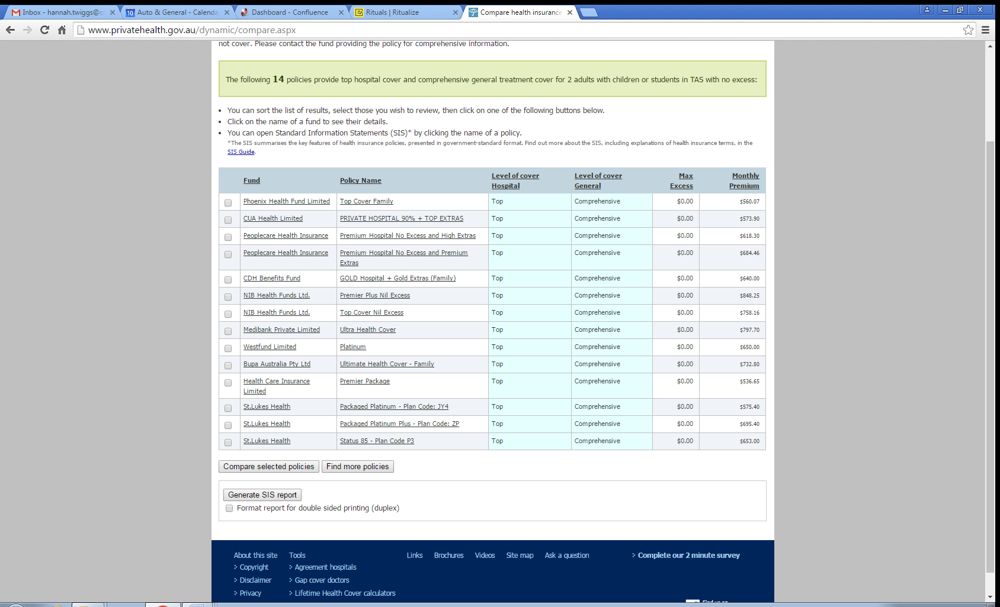 Inbox - hannah.twiggs@c
10 Auto & General - Calenda
Dashboard - Confluence
Rituals | Ritualize
Compare health insurance
www.privatehealth.gov.au/dynamic/compare.aspx
not cover. Please contact the fund providing the policy for comprehensive information.
The following 14 policies provide top hospital cover and comprehensive general treatment cover for 2 adults with children or students in TAS with no excess:
• You can sort the list of results, select those you wish to review, then click on one of the following buttons below.
• Click on the name of a fund to see their details.
• You can open Standard Information Statements (SIS)* by clicking the name of a policy.
*The SIS summarises the key features of health insurance policies, presented in government-standard format. Find out more about the SIS, including explanations of health insurance terms, in the
SIS Guide.
Fund Policy Name Level of cover Hospital Level of cover General Max Excess Monthly Premium
Phoenix Health Fund Limited Top Cover Family Top Comprehensive $0.00 $560.07
CUA Health Limited PRIVATE HOSPITAL 90% + TOP EXTRAS Top Comprehensive $0.00 $573.90
Peoplecare Health Insurance Premium Hospital No Excess and High Extras Top Comprehensive $0.00 $618.30
Peoplecare Health Insurance Premium Hospital No Excess and Premium Extras Top Comprehensive $0.00 $684.46
CDH Benefits Fund GOLD Hospital + Gold Extras (Family) Top Comprehensive $0.00 $640.00
NIB Health Funds Ltd. Premier Plus Nil Excess Top Comprehensive $0.00 $848.25
NIB Health Funds Ltd. Top Cover Nil Excess Top Comprehensive $0.00 $758.16
Medibank Private Limited Ultra Health Cover Top Comprehensive $0.00 $797.70
Westfund Limited Platinum Top Comprehensive $0.00 $650.00
Bupa Australia Pty Ltd Ultimate Health Cover - Family Top Comprehensive $0.00 $732.80
Health Care Insurance Limited Premier Package Top Comprehensive $0.00 $536.65
St.Lukes Health Packaged Platinum - Plan Code: JY4 Top Comprehensive $0.00 $575.40
St.Lukes Health Packaged Platinum Plus - Plan Code: ZP Top Comprehensive $0.00 $695.40
St.Lukes Health Status 85 - Plan Code P3 Top Comprehensive $0.00 $653.00
Compare selected policies Find more policies
Generate SIS report
Format report for double sided printing (duplex)
About this site Tools Links Brochures Videos Site map Ask a question Complete our 2 minute survey
Copyright Agreement hospitals
Disclaimer Gap cover doctors
Privacy Lifetime Health Cover calculators
Find us on